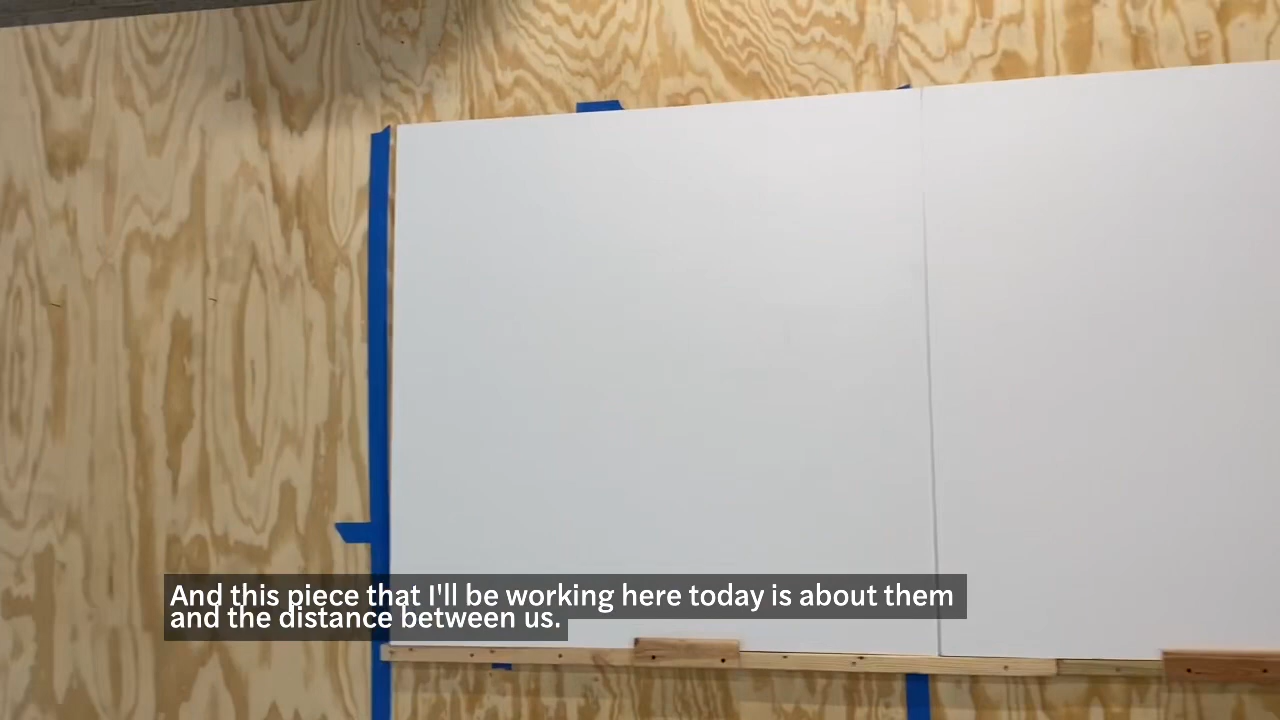 And this piece that I'll be working here today is about them
and the distance between us.